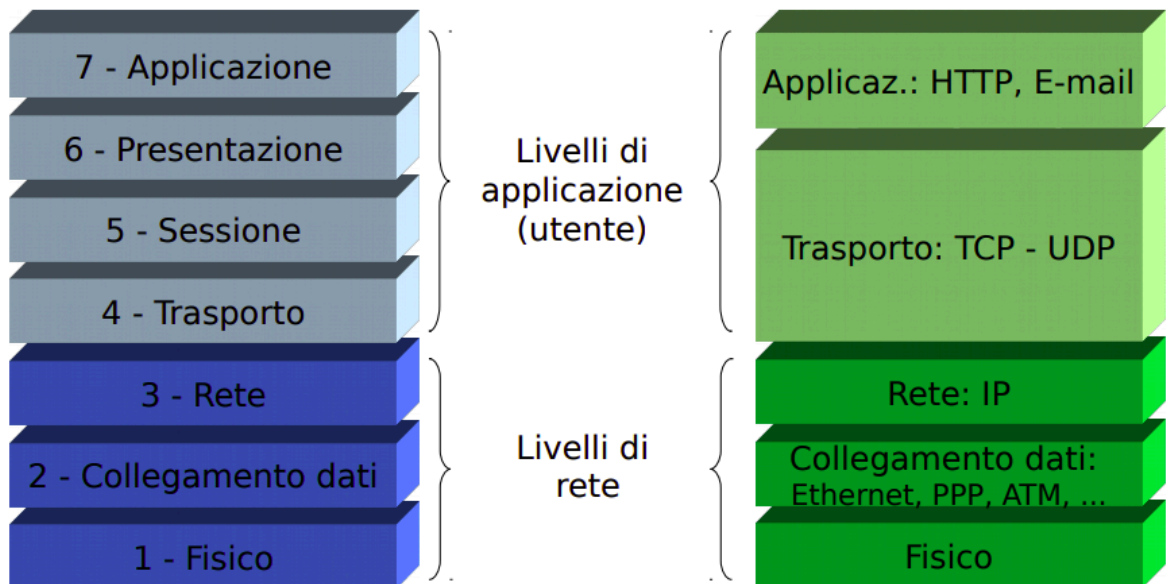 7 - Applicazione
6 - Presentazione
5 - Sessione
4 - Trasporto
3 - Rete
2 - Collegamento dati
1 - Fisico
Livelli di
applicazione
(utente)
Livelli di
rete
Applicaz.: HTTP, E-mail
Trasporto: TCP - UDP
Rete: IP
Collegamento dati:
Ethernet, PPP, ATM, ...
Fisico